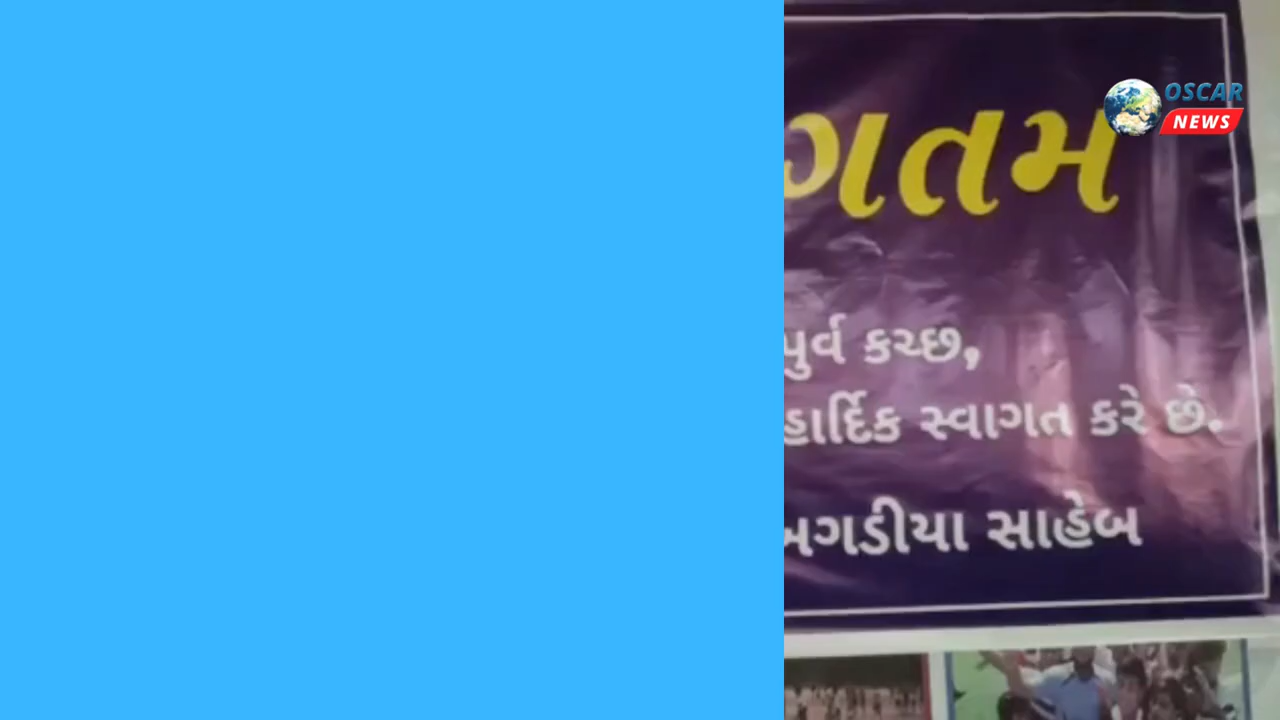 OSCAR
NEWS
ગતમ
પુર્વ કચ્છ,
હાર્દિક સ્વાગત કરે છે.
બગડીયા સાહેબ